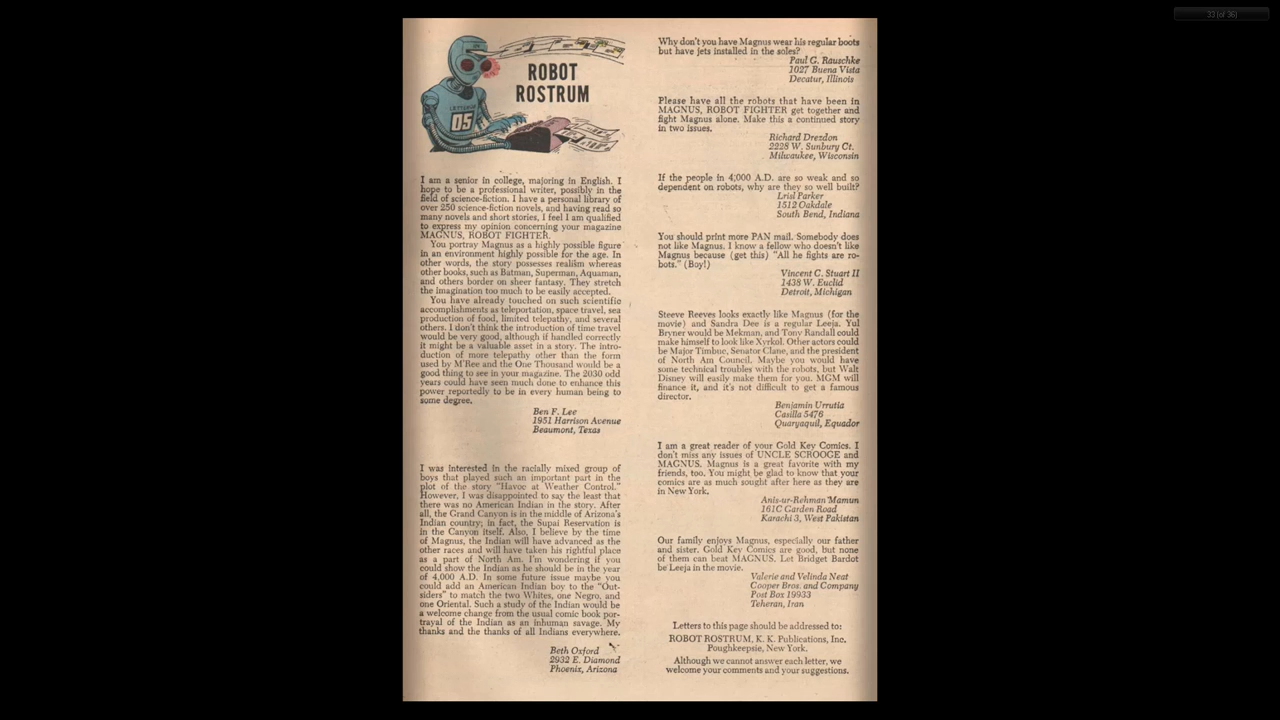 33 (of 36)
ROBOT
ROSTRUM
05
I am a senior in college, majoring in English. I
hope to be a professional writer, possibly in the
field of science-fiction. I have a personal library of
over 250 science-fiction novels, and having read so
many novels and short stories, I feel I am qualified
to express my opinion concerning your magazine
MAGNUS, ROBOT FIGHTER.
You portray Magnus as a highly possible figure
in an environment highly possible for the age. In
other words, the story possesses realism whereas
other books, such as Batman, Superman, Aquaman,
and others border on sheer fantasy. They stretch
the imagination too much to be easily accepted.
You have already touched on such scientific
accomplishments as teleportation, space travel, sea
production of food, limited telepathy, and several
others. I don't think the introduction of time travel
would be very good, although if handled correctly
it might be a valuable asset in a story. The intro-
duction of more telepathy other than the form
used by M'Ree and the One Thousand would be a
good thing to see in your magazine. The 2030 odd
years could have seen much done to enhance this
power reportedly to be in every human being to
some degree.
Ben F. Lee
1951 Harrison Avenue
Beaumont, Texas
I was interested in the racially mixed group of
boys that played such an important part in the
plot of the story "Havoc at Weather Control."
However, I was disappointed to say the least that
there was no American Indian in the story. After
all, the Grand Canyon is in the middle of Arizona's
Indian country; in fact, the Supai Reservation is
in the Canyon itself. Also, I believe by the time
of Magnus, the Indian will have advanced as the
other races and will have taken his rightful place
as a part of North Am. I'm wondering if you
could show the Indian as he should be in the year
of 4,000 A.D. In some future issue maybe you
could add an American Indian boy to the "Out-
siders" to match the two Whites, one Negro, and
one Oriental. Such a study of the Indian would be
a welcome change from the usual comic book por-
trayal of the Indian as an inhuman savage. My
thanks and the thanks of all Indians everywhere.
Beth Oxford
2932 E. Diamond
Phoenix, Arizona
Why don't you have Magnus wear his regular boots
but have jets installed in the soles?
Paul G. Rauschke
1027 Buena Vista
Decatur, Illinois
Please have all the robots that have been in
MAGNUS, ROBOT FIGHTER get together and
fight Magnus alone. Make this a continued story
in two issues.
Richard Drezdon
2228 W. Sunbury Ct.
Milwaukee, Wisconsin
If the people in 4,000 A.D. are so weak and so
dependent on robots, why are they so well built?
Lrisl Parker
1512 Oakdale
South Bend, Indiana
You should print more PAN mail. Somebody does
not like Magnus. I know a fellow who doesn't like
Magnus because (get this) "All he fights are ro-
bots." (Boy!)
Vincent C. Stuart II
1438 W. Euclid
Detroit, Michigan
Steeve Reeves looks exactly like Magnus (for the
movie) and Sandra Dee is a regular Leeja. Yul
Bryner would be Mekman, and Tony Randall could
make himself to look like Xyrkol. Other actors could
be Major Timbue, Senator Clane, and the president
of North Am Council. Maybe you would have
some technical troubles with the robots, but Walt
Disney will easily make them for you. MGM will
finance it, and it's not difficult to get a famous
director.
Benjamin Urrutia
Casilla 5476
Quaryaquil, Equador
I am a great reader of your Gold Key Comics. I
don't miss any issues of UNCLE SCROOGE and
MAGNUS. Magnus is a great favorite with my
friends, too. You might be glad to know that your
comics are as much sought after here as they are
in New York.
Anis-ur-Rehman Mamun
161C Garden Road
Karachi 3, West Pakistan
Our family enjoys Magnus, especially our father
and sister. Gold Key Comics are good, but none
of them can beat MAGNUS. Let Bridget Bardot
be Leeja in the movie.
Valerie and Velinda Neat
Cooper Bros. and Company
Post Box 19933
Teheran, Iran
Letters to this page should be addressed to:
ROBOT ROSTRUM, K. K. Publications, Inc.
Poughkeepsie, New York.
Although we cannot answer each letter, we
welcome your comments and your suggestions.